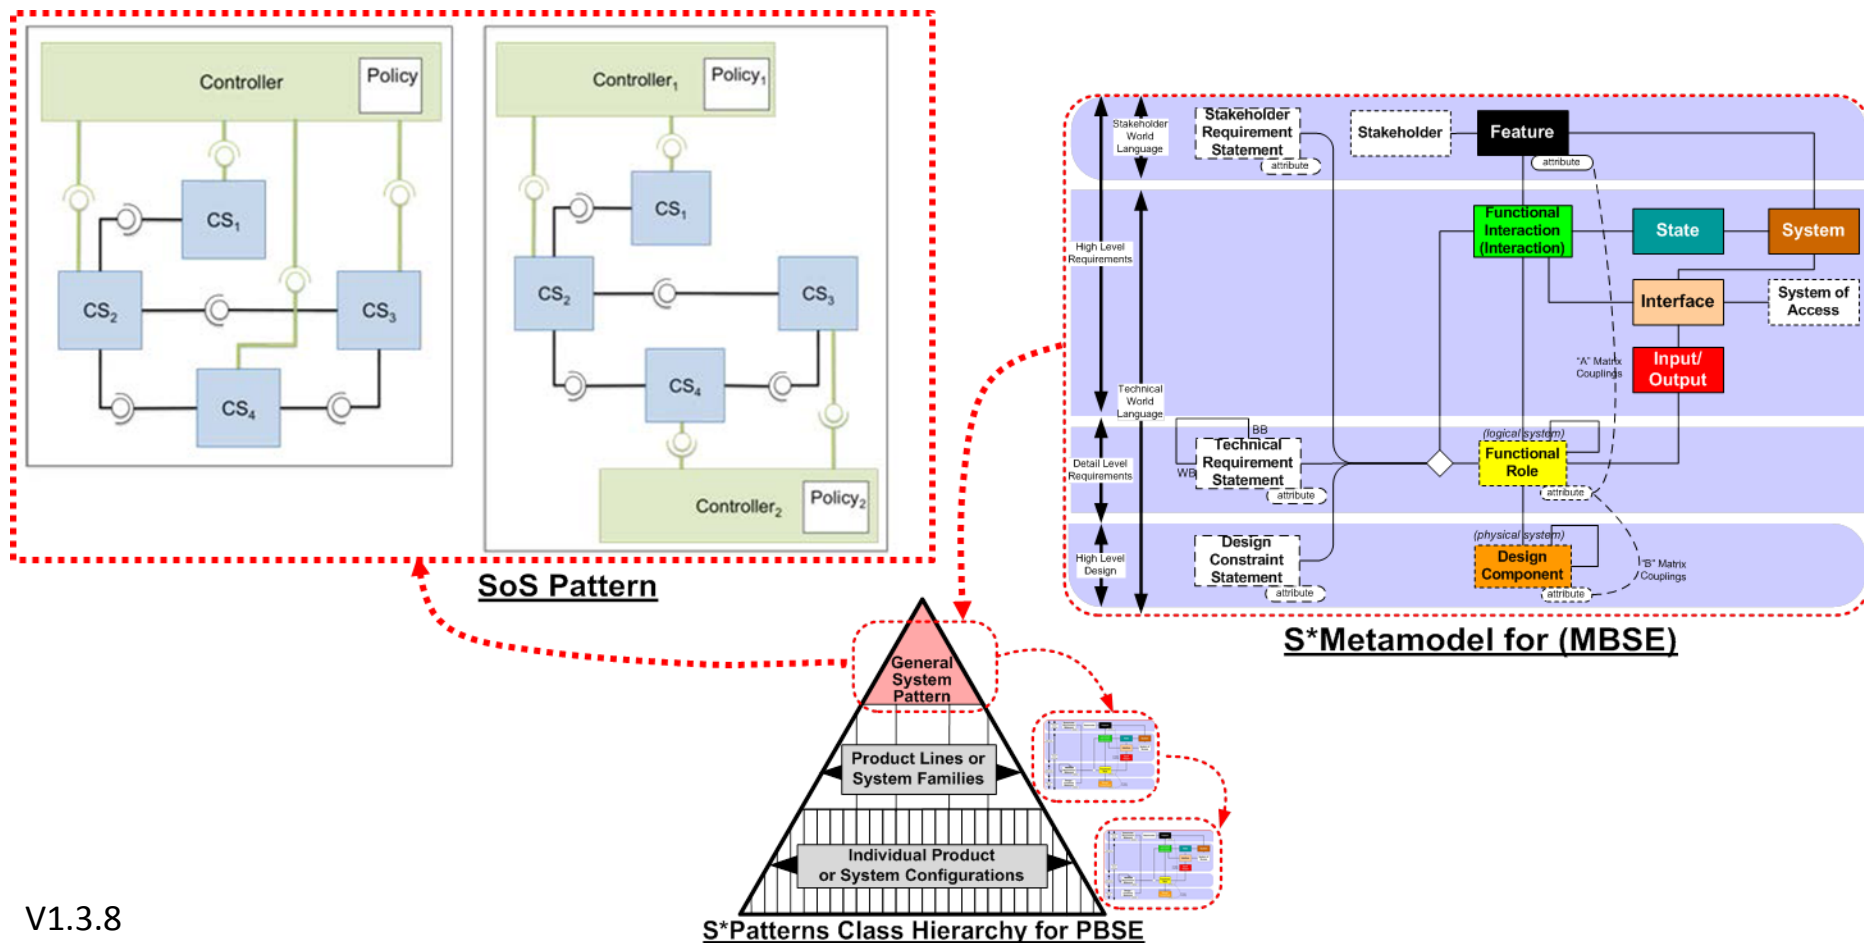 Controller
Policy
CS1
CS2
CS3
CS4
Controller1
Policy1
CS1
CS2
CS3
CS4
Controller2
Policy2
SoS Pattern
Stakeholder
World
Language
High Level
Requirements
Technical
World
Language
Detail Level
Requirements
High Level
Design
Stakeholder
Requirement
Statement
attribute
Stakeholder
Feature
attribute
Functional
Interaction
(Interaction)
State
System
Interface
System of
Access
"A" Matrix
Couplings
Input/
Output
BB
WB
Technical
Requirement
Statement
attribute
(logical system)
Functional
Role
attribute
Design
Constraint
Statement
attribute
(physical system)
Design
Component
attribute
"B" Matrix
Couplings
S*Metamodel for (MBSE)
General
System
Pattern
Product Lines or
System Families
Individual Product
or System Configurations
S*Patterns Class Hierarchy for PBSE
V1.3.8